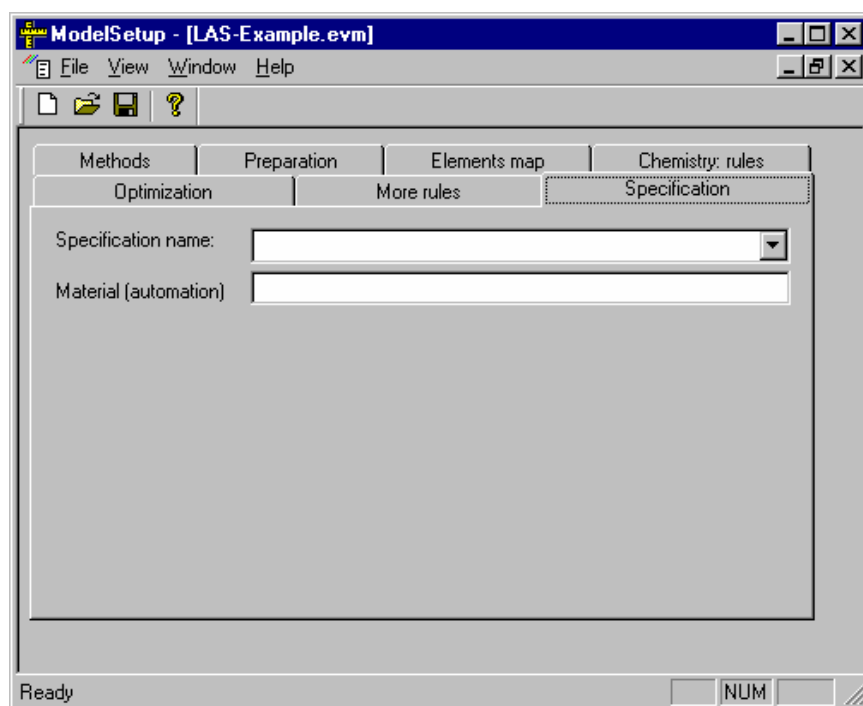 ModelSetup - [LAS-Example.evm]
File View Window Help
Methods Preparation Elements map Chemistry: rules
Optimization More rules Specification
Specification name:
Material (automation)
Ready NUM